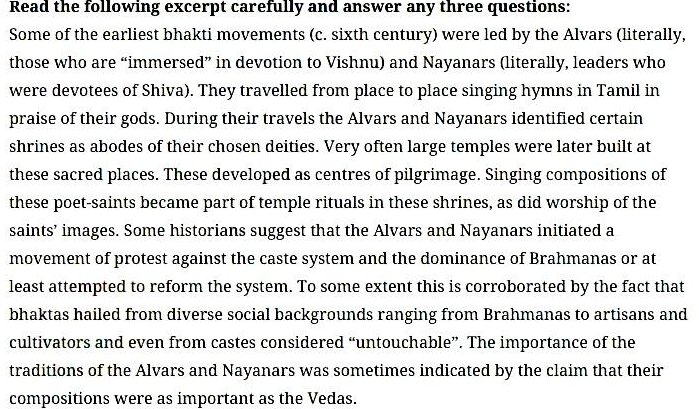 Read the following excerpt carefully and answer any three questions:
Some of the earliest bhakti movements (c. sixth century) were led by the Alvars (literally,
those who are “immersed” in devotion to Vishnu) and Nayanars (literally, leaders who
were devotees of Shiva). They travelled from place to place singing hymns in Tamil in
praise of their gods. During their travels the Alvars and Nayanars identified certain
shrines as abodes of their chosen deities. Very often large temples were later built at
these sacred places. These developed as centres of pilgrimage. Singing compositions of
these poet-saints became part of temple rituals in these shrines, as did worship of the
saints’ images. Some historians suggest that the Alvars and Nayanars initiated a
movement of protest against the caste system and the dominance of Brahmanas or at
least attempted to reform the system. To some extent this is corroborated by the fact that
bhaktas hailed from diverse social backgrounds ranging from Brahmanas to artisans and
cultivators and even from castes considered “untouchable”. The importance of the
traditions of the Alvars and Nayanars was sometimes indicated by the claim that their
compositions were as important as the Vedas.